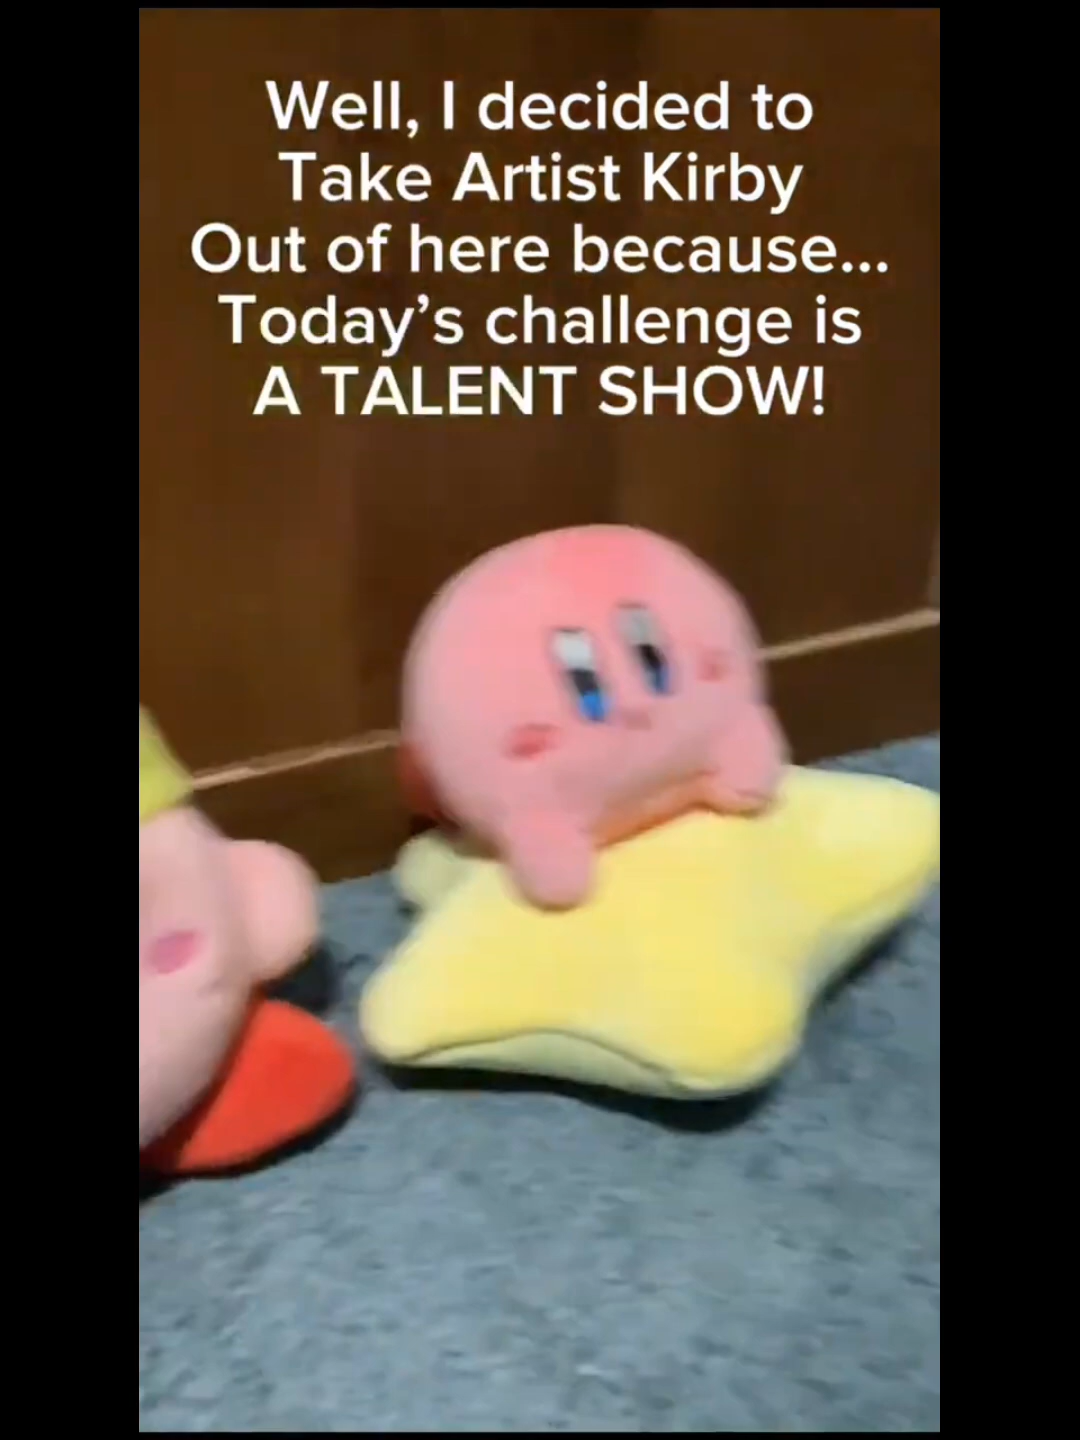 Well, I decided to
Take Artist Kirby
Out of here because...
Today’s challenge is
A TALENT SHOW!